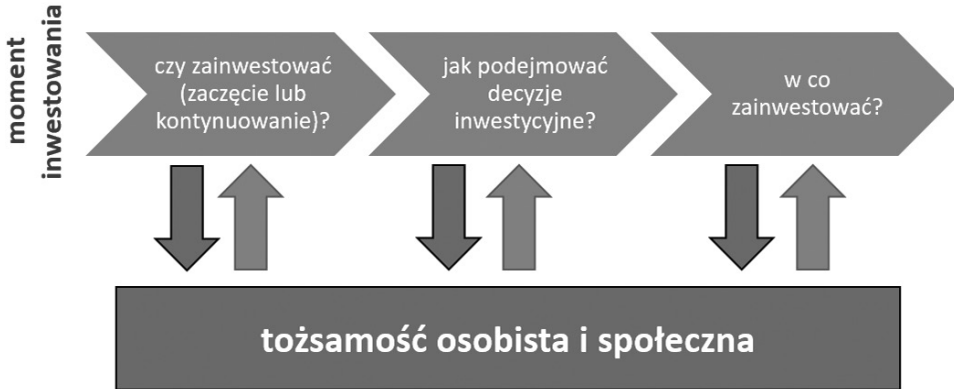 moment
inwestowania
czy zainwestować
(zaczęcie lub
kontynuowanie)?
jak podejmować
decyzje
inwestycyjne?
w co
zainwestować?
tożsamość osobista i społeczna